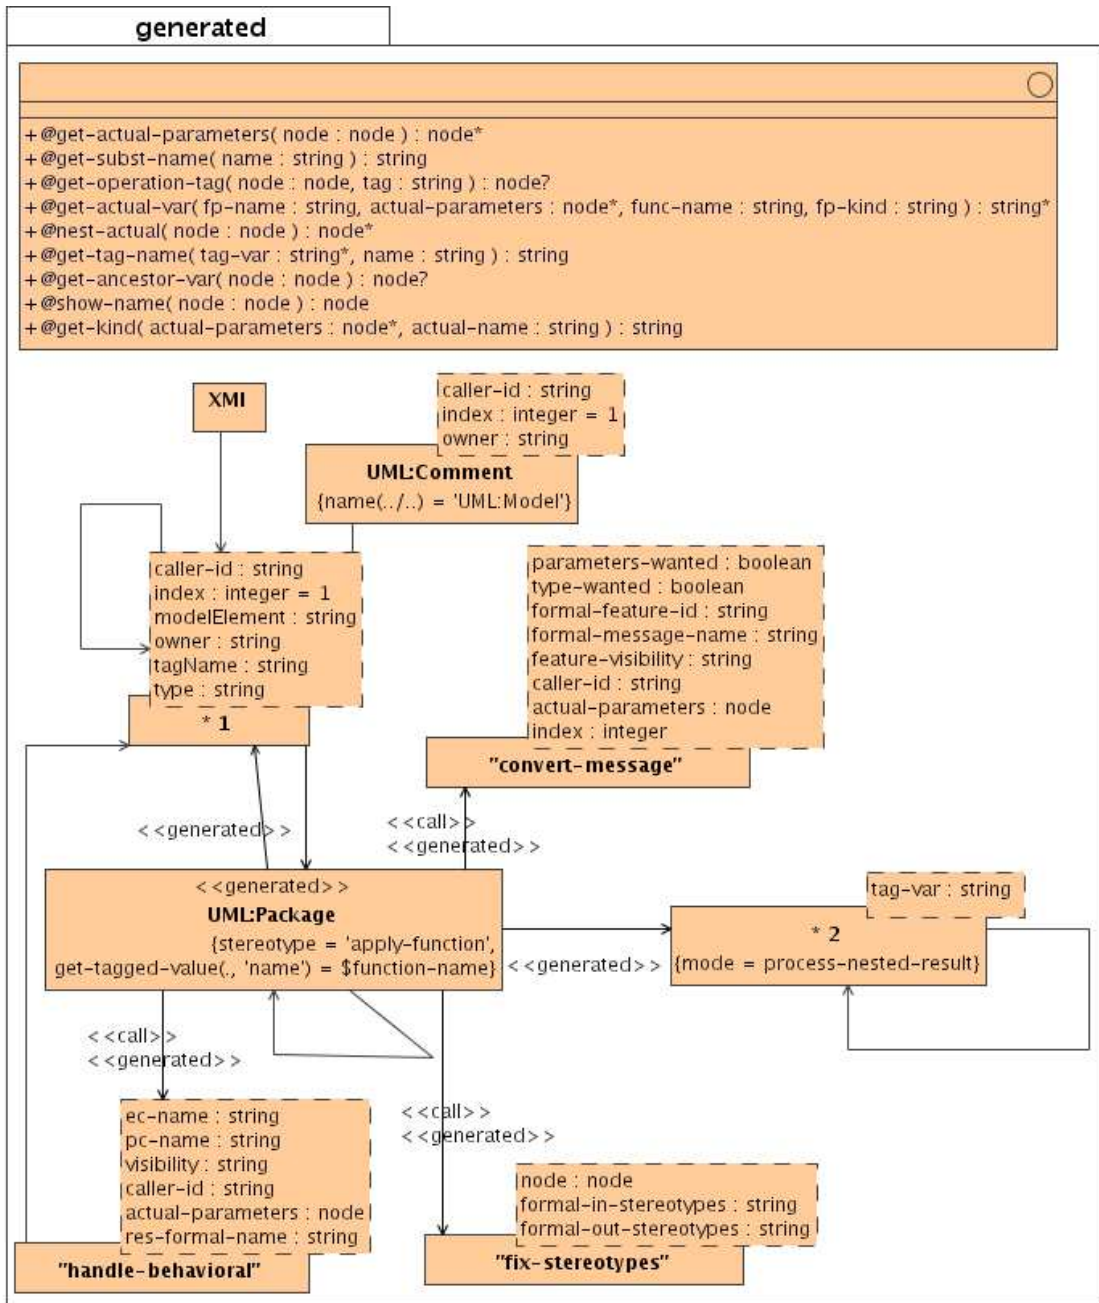 generated
+@get-actual-parameters( node : node ) : node*
+@get-subst-name( name : string ) : string
+@get-operation-tag( node : node, tag : string ) : node?
+@get-actual-var( fp-name : string, actual-parameters : node*, func-name : string, fp-kind : string ) : string*
+@nest-actual( node : node ) : node*
+@get-tag-name( tag-var : string*, name : string ) : string
+@get-ancestor-var( node : node ) : node?
+@show-name( node : node ) : node
+@get-kind( actual-parameters : node*, actual-name : string ) : string
XMI
caller-id : string
index : integer = 1
owner : string
UML:Comment
{name(../..) = 'UML:Model'}
caller-id : string
index : integer = 1
modelElement : string
owner : string
tagName : string
type : string
* 1
parameters-wanted : boolean
type-wanted : boolean
formal-feature-id : string
formal-message-name : string
feature-visibility : string
caller-id : string
actual-parameters : node
index : integer
"convert-message"
<<generated>>
<<call>>
<<generated>>
<<generated>>
UML:Package
{stereotype = 'apply-function',
get-tagged-value(., 'name') = $function-name}
<<generated>>
tag-var : string
* 2
{mode = process-nested-result}
<<call>>
<<generated>>
ec-name : string
pc-name : string
visibility : string
caller-id : string
actual-parameters : node
res-formal-name : string
"handle-behavioral"
<<call>>
<<generated>>
node : node
formal-in-stereotypes : string
formal-out-stereotypes : string
"fix-stereotypes"